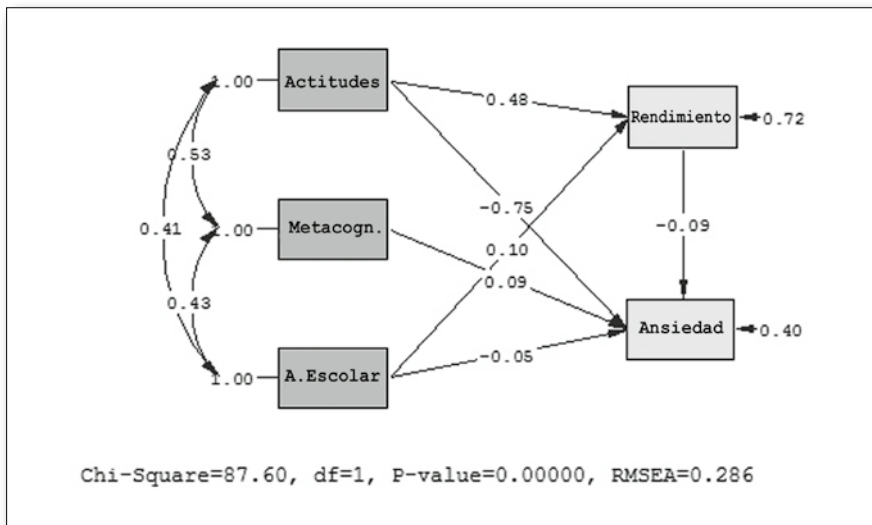 1.00
Actitudes
0.48
Rendimiento
0.72
0.53
-0.75
0.41
1.00
Metacogn.
0.10
-0.09
0.09
0.43
Ansiedad
0.40
-0.05
1.00
A.Escolar
Chi-Square=87.60, df=1, P-value=0.00000, RMSEA=0.286